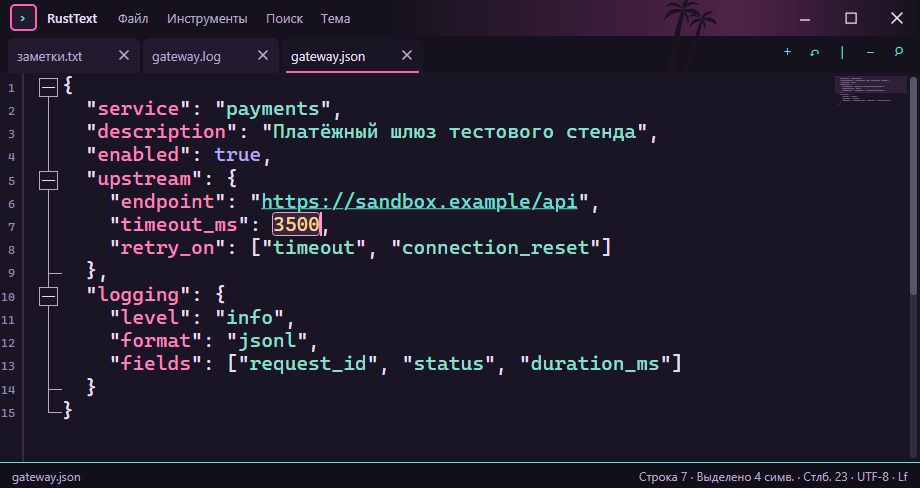 RustText Файл Инструменты Поиск Тема
заметки.txt gateway.log gateway.json
1 {
2 "service": "payments",
3 "description": "Платёжный шлюз тестового стенда",
4 "enabled": true,
5 "upstream": {
6 "endpoint": "https://sandbox.example/api",
7 "timeout_ms": 3500,
8 "retry_on": ["timeout", "connection_reset"]
9 },
10 "logging": {
11 "level": "info",
12 "format": "jsonl",
13 "fields": ["request_id", "status", "duration_ms"]
14 }
15 }
gateway.json Строка 7 · Выделено 4 симв. · Стлб. 23 · UTF-8 · Lf